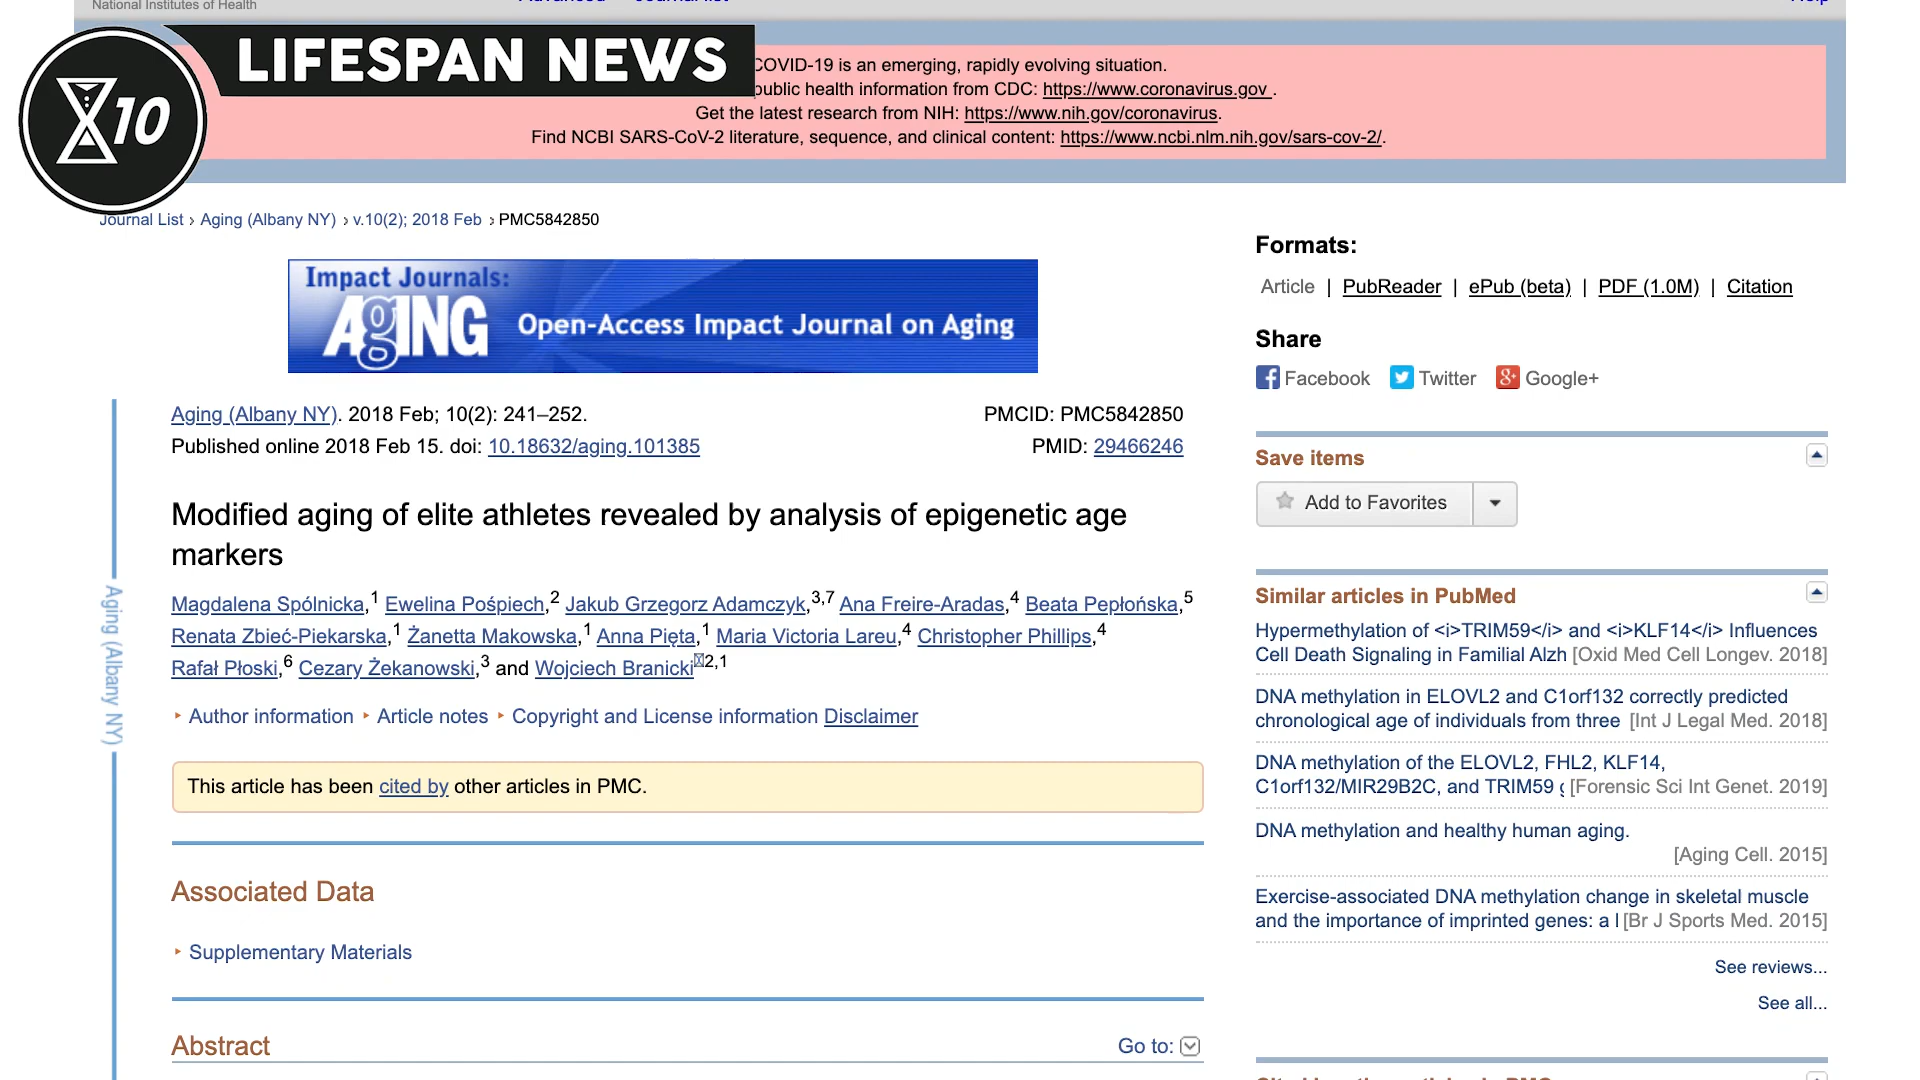 National Institutes of Health
Advanced Journal list
Help
LIFESPAN NEWS
X10
COVID-19 is an emerging, rapidly evolving situation.
public health information from CDC: https://www.coronavirus.gov .
Get the latest research from NIH: https://www.nih.gov/coronavirus.
Find NCBI SARS-CoV-2 literature, sequence, and clinical content: https://www.ncbi.nlm.nih.gov/sars-cov-2/.
Journal List › Aging (Albany NY) › v.10(2); 2018 Feb › PMC5842850
Impact Journals:
AgING
Open-Access Impact Journal on Aging
Aging (Albany NY)
Aging (Albany NY). 2018 Feb; 10(2): 241–252.
PMCID: PMC5842850
Published online 2018 Feb 15. doi: 10.18632/aging.101385
PMID: 29466246
Modified aging of elite athletes revealed by analysis of epigenetic age
markers
Magdalena Spólnicka,1 Ewelina Pośpiech,2 Jakub Grzegorz Adamczyk,3,7 Ana Freire-Aradas,4 Beata Pepłońska,5
Renata Zbieć-Piekarska,1 Żanetta Makowska,1 Anna Pięta,1 Maria Victoria Lareu,4 Christopher Phillips,4
Rafał Płoski,6 Cezary Żekanowski,3 and Wojciech Branicki2,1
Author information Article notes Copyright and License information Disclaimer
This article has been cited by other articles in PMC.
Associated Data
Supplementary Materials
Abstract
Go to:
Formats:
Article | PubReader | ePub (beta) | PDF (1.0M) | Citation
Share
Facebook Twitter Google+
Save items
Add to Favorites
Similar articles in PubMed
Hypermethylation of <i>TRIM59</i> and <i>KLF14</i> Influences
Cell Death Signaling in Familial Alzh [Oxid Med Cell Longev. 2018]
DNA methylation in ELOVL2 and C1orf132 correctly predicted
chronological age of individuals from three [Int J Legal Med. 2018]
DNA methylation of the ELOVL2, FHL2, KLF14,
C1orf132/MIR29B2C, and TRIM59 g [Forensic Sci Int Genet. 2019]
DNA methylation and healthy human aging.
[Aging Cell. 2015]
Exercise-associated DNA methylation change in skeletal muscle
and the importance of imprinted genes: a l [Br J Sports Med. 2015]
See reviews...
See all...